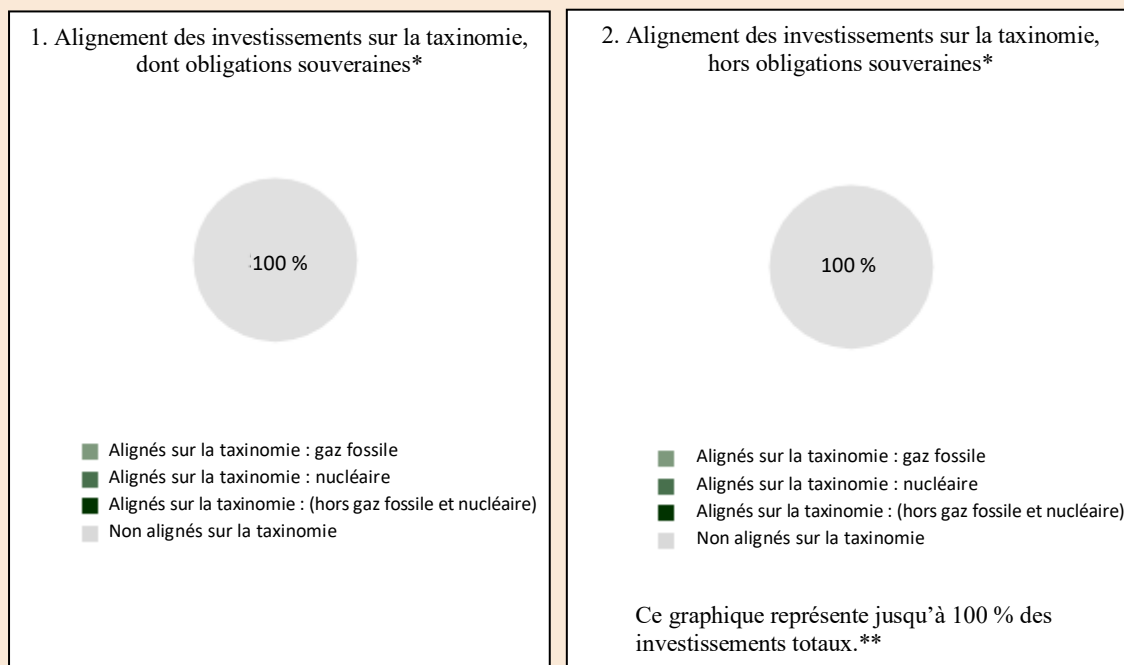 1. Alignement des investissements sur la taxinomie,
dont obligations souveraines*
100 %
Alignés sur la taxinomie : gaz fossile
Alignés sur la taxinomie : nucléaire
Alignés sur la taxinomie : (hors gaz fossile et nucléaire)
Non alignés sur la taxinomie
2. Alignement des investissements sur la taxinomie,
hors obligations souveraines*
100 %
Alignés sur la taxinomie : gaz fossile
Alignés sur la taxinomie : nucléaire
Alignés sur la taxinomie : (hors gaz fossile et nucléaire)
Non alignés sur la taxinomie
Ce graphique représente jusqu’à 100 % des
investissements totaux.**